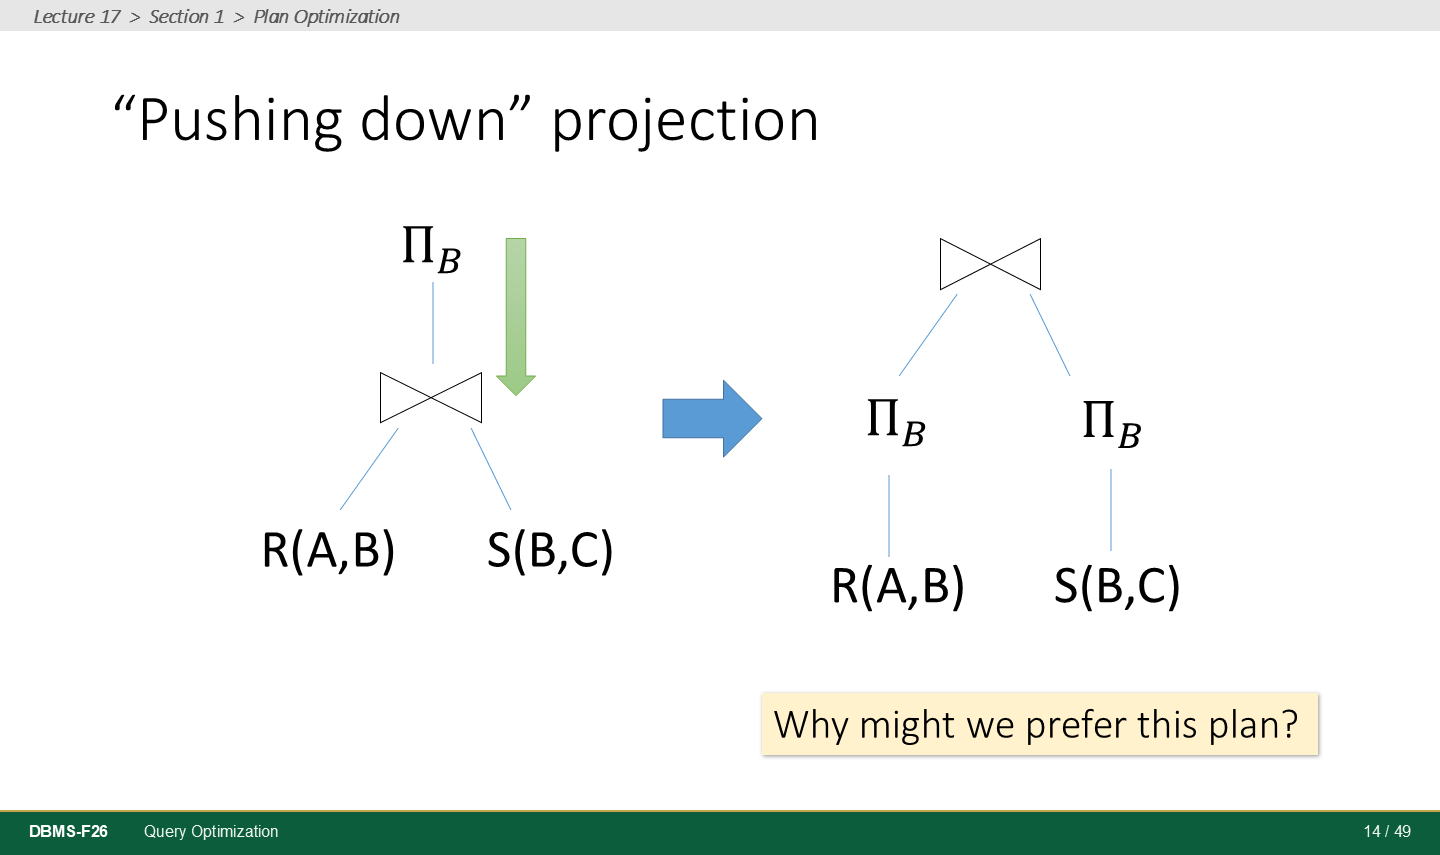 Lecture 17 > Section 1 > Plan Optimization
“Pushing down” projection
Π_B
R(A,B) S(B,C)
Π_B Π_B
R(A,B) S(B,C)
Why might we prefer this plan?
DBMS-F26 Query Optimization 14 / 49